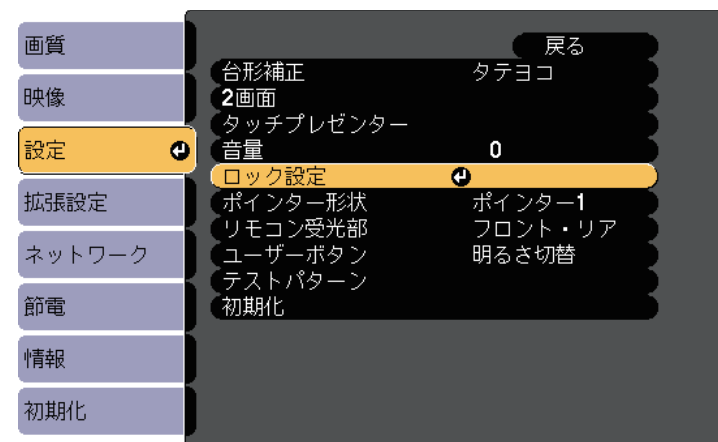 画質
映像
設定
拡張設定
ネットワーク
節電
情報
初期化
戻る
台形補正 タテヨコ
2画面
タッチプレゼンター
音量 0
ロック設定
ポインター形状 ポインター1
リモコン受光部 フロント・リア
ユーザーボタン 明るさ切替
テストパターン
初期化